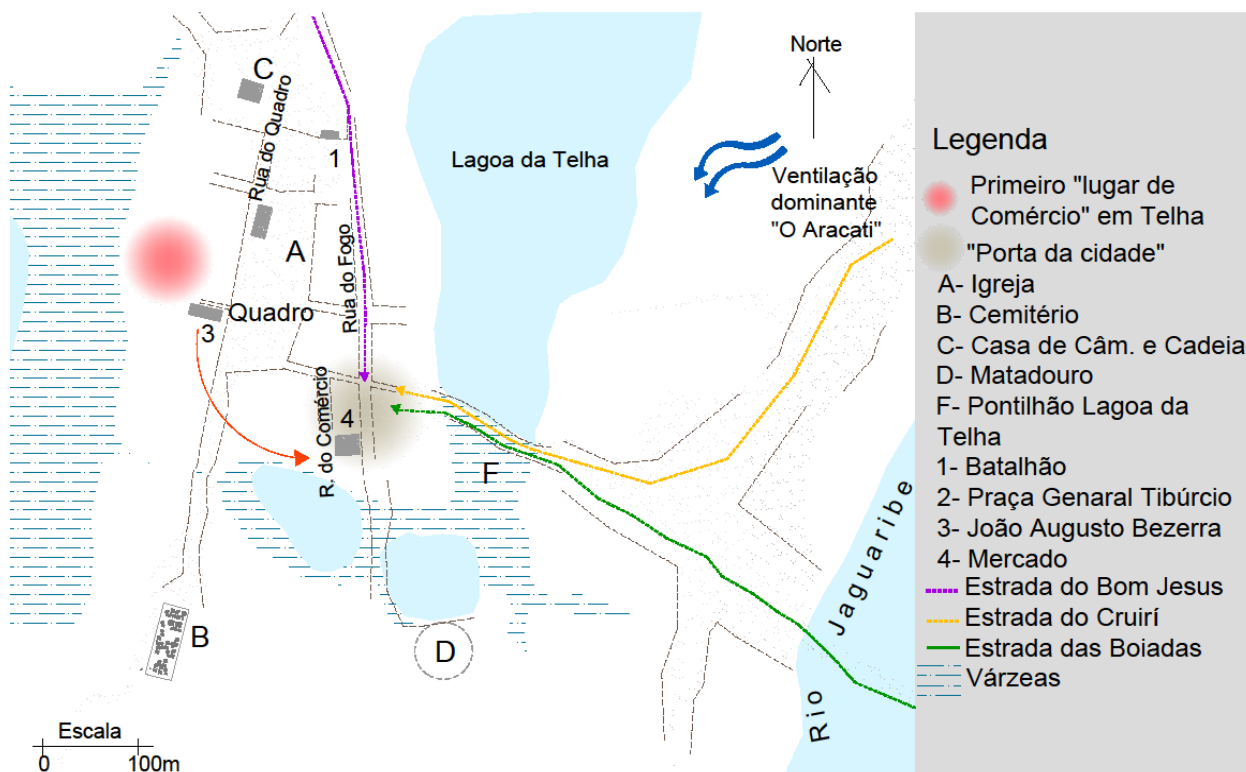 C
Rua do Quadro
1
A
Rua do Fogo
Quadro
3
R. do Comércio
4
F
B
D
Escala
0
100m
Lagoa da Telha
Norte
Ventilação
dominante
"O Aracati"
Rio Jaguaribe
Legenda
Primeiro "lugar de
Comércio" em Telha
"Porta da cidade"
A- Igreja
B- Cemitério
C- Casa de Câm. e Cadeia
D- Matadouro
F- Pontilhão Lagoa da
Telha
1- Batalhão
2- Praça Genaral Tibúrcio
3- João Augusto Bezerra
4- Mercado
Estrada do Bom Jesus
Estrada do Cruirí
Estrada das Boiadas
Várzeas